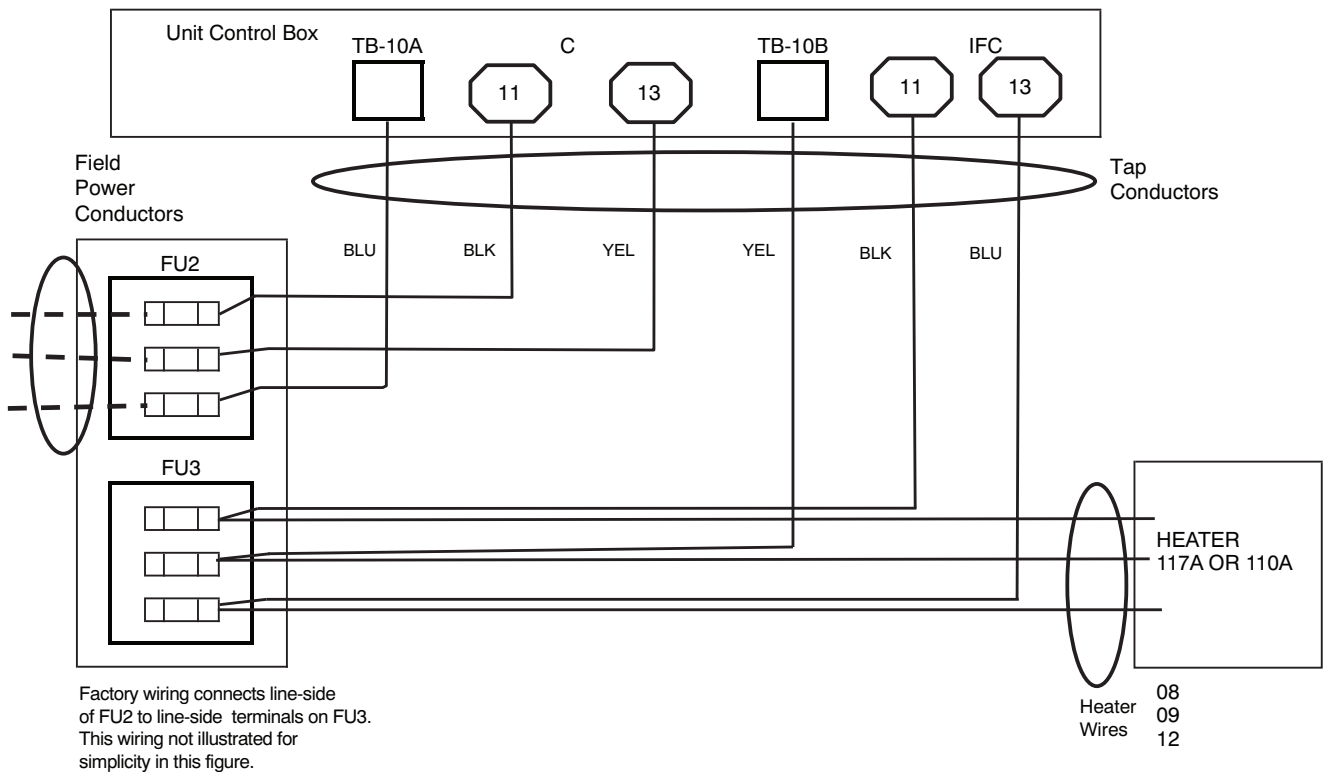 Unit Control Box
TB-10A
C
TB-10B
IFC
11
13
11
13
Field
Power
Conductors
Tap
Conductors
BLU
BLK
YEL
YEL
BLK
BLU
FU2
FU3
HEATER
117A OR 110A
Factory wiring connects line-side
of FU2 to line-side terminals on FU3.
This wiring not illustrated for
simplicity in this figure.
Heater
Wires
08
09
12